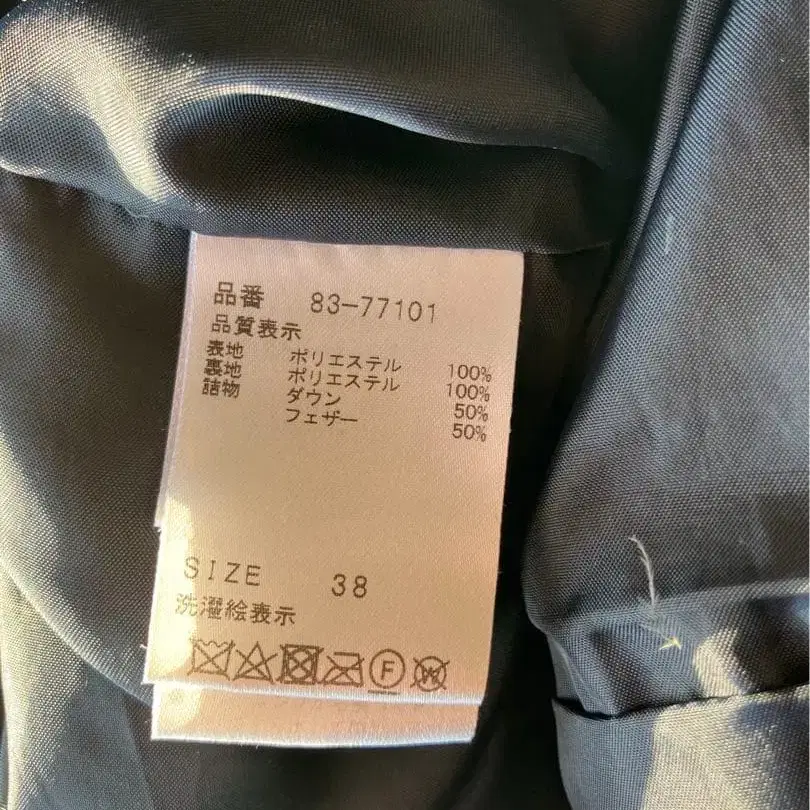 品番 83-77101
品質表示
表地 ポリエステル 100%
裏地 ポリエステル 100%
詰物 ダウン 50%
フェザー 50%
SIZE 38
洗濯絵表示
F W